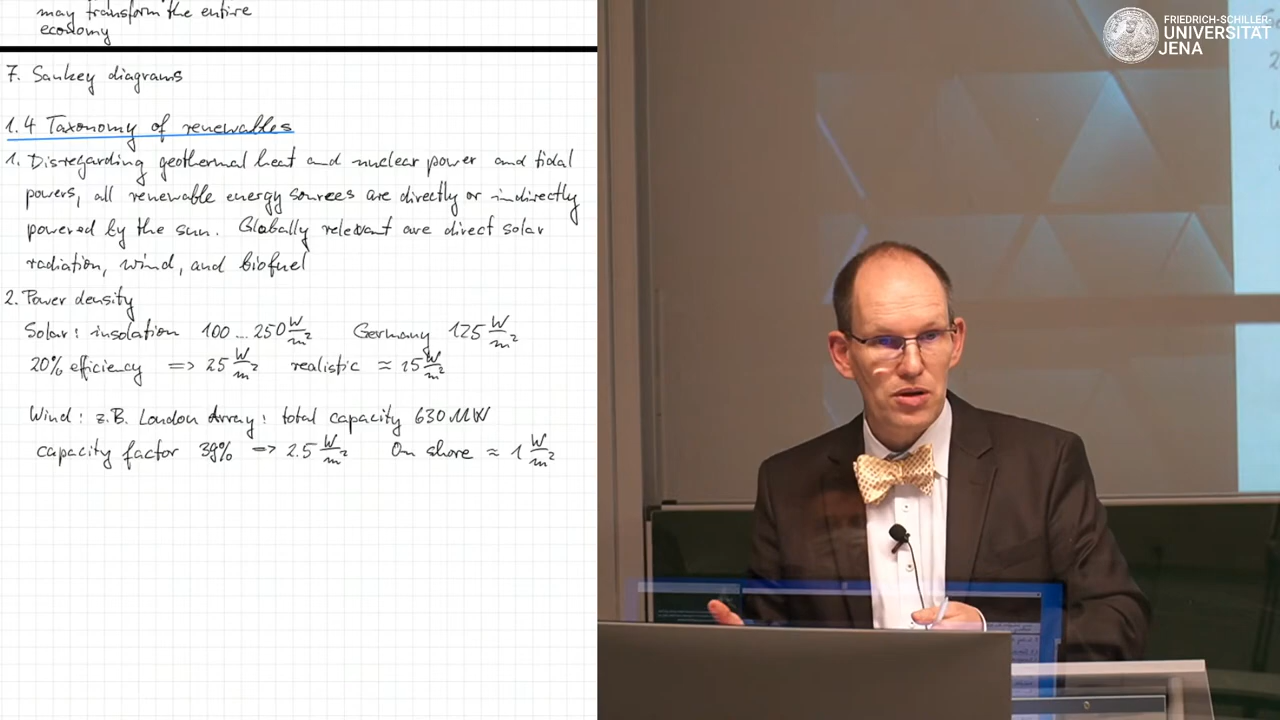 may transform the entire
economy
7. Sankey diagrams
1.4 Taxonomy of renewables
1. Disregarding geothermal heat and nuclear power and tidal
powers, all renewable energy sources are directly or indirectly
powered by the sun. Globally relevant are direct solar
radiation, wind, and biofuel
2. Power density
Solar: insolation 100 ... 250 W/m² Germany 125 W/m²
20% efficiency => 25 W/m² realistic ≈ 15 W/m²
Wind: z.B. London Array: total capacity 630 MW
capacity factor 39% => 2.5 W/m² On shore ≈ 1 W/m²
FRIEDRICH-SCHILLER-
UNIVERSITÄT
JENA